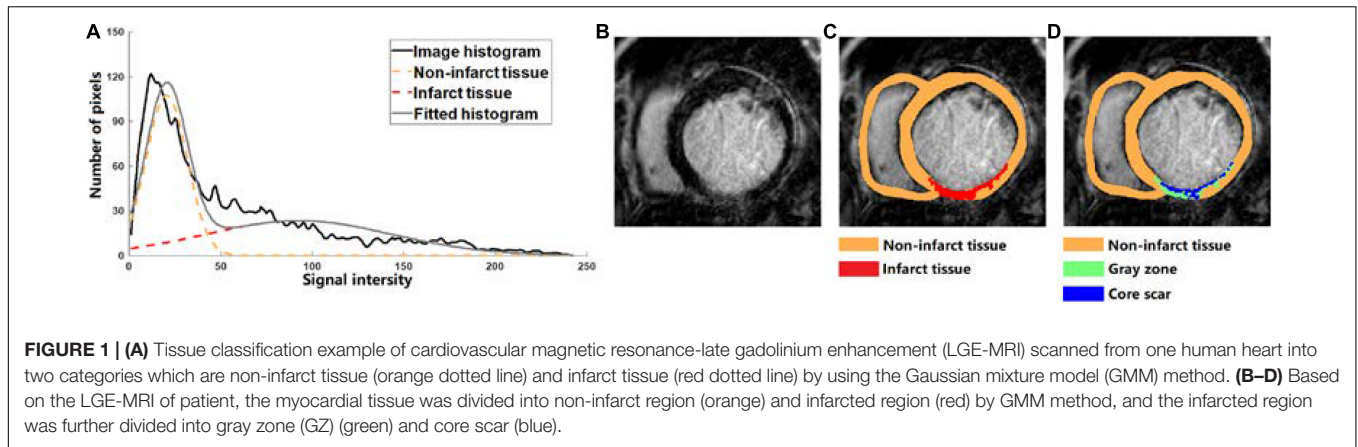 A
150
120
90
60
30
0
Number of pixels
0
50
100
150
200
250
Signal intersity
Image histogram
Non-infarct tissue
Infarct tissue
Fitted histogram
B
C
Non-infarct tissue
Infarct tissue
D
Non-infarct tissue
Gray zone
Core scar
FIGURE 1 | (A) Tissue classification example of cardiovascular magnetic resonance-late gadolinium enhancement (LGE-MRI) scanned from one human heart into
two categories which are non-infarct tissue (orange dotted line) and infarct tissue (red dotted line) by using the Gaussian mixture model (GMM) method. (B–D) Based
on the LGE-MRI of patient, the myocardial tissue was divided into non-infarct region (orange) and infarcted region (red) by GMM method, and the infarcted region
was further divided into gray zone (GZ) (green) and core scar (blue).